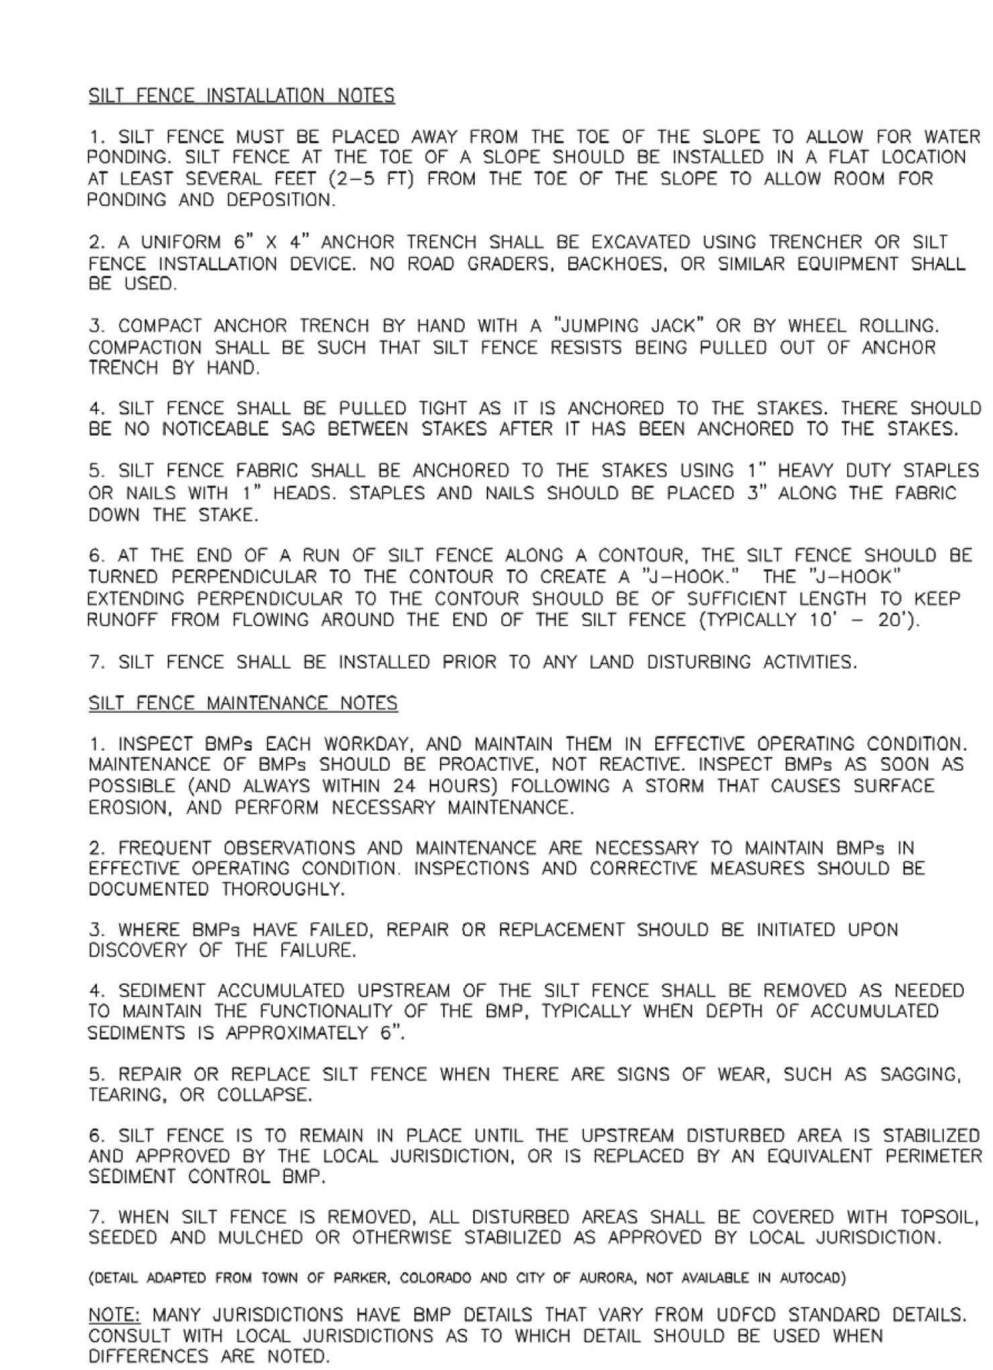 SILT FENCE INSTALLATION NOTES
1. SILT FENCE MUST BE PLACED AWAY FROM THE TOE OF THE SLOPE TO ALLOW FOR WATER
PONDING. SILT FENCE AT THE TOE OF A SLOPE SHOULD BE INSTALLED IN A FLAT LOCATION
AT LEAST SEVERAL FEET (2–5 FT) FROM THE TOE OF THE SLOPE TO ALLOW ROOM FOR
PONDING AND DEPOSITION.
2. A UNIFORM 6" X 4" ANCHOR TRENCH SHALL BE EXCAVATED USING TRENCHER OR SILT
FENCE INSTALLATION DEVICE. NO ROAD GRADERS, BACKHOES, OR SIMILAR EQUIPMENT SHALL
BE USED.
3. COMPACT ANCHOR TRENCH BY HAND WITH A "JUMPING JACK" OR BY WHEEL ROLLING.
COMPACTION SHALL BE SUCH THAT SILT FENCE RESISTS BEING PULLED OUT OF ANCHOR
TRENCH BY HAND.
4. SILT FENCE SHALL BE PULLED TIGHT AS IT IS ANCHORED TO THE STAKES. THERE SHOULD
BE NO NOTICEABLE SAG BETWEEN STAKES AFTER IT HAS BEEN ANCHORED TO THE STAKES.
5. SILT FENCE FABRIC SHALL BE ANCHORED TO THE STAKES USING 1" HEAVY DUTY STAPLES
OR NAILS WITH 1" HEADS. STAPLES AND NAILS SHOULD BE PLACED 3" ALONG THE FABRIC
DOWN THE STAKE.
6. AT THE END OF A RUN OF SILT FENCE ALONG A CONTOUR, THE SILT FENCE SHOULD BE
TURNED PERPENDICULAR TO THE CONTOUR TO CREATE A "J–HOOK." THE "J–HOOK"
EXTENDING PERPENDICULAR TO THE CONTOUR SHOULD BE OF SUFFICIENT LENGTH TO KEEP
RUNOFF FROM FLOWING AROUND THE END OF THE SILT FENCE (TYPICALLY 10' – 20').
7. SILT FENCE SHALL BE INSTALLED PRIOR TO ANY LAND DISTURBING ACTIVITIES.
SILT FENCE MAINTENANCE NOTES
1. INSPECT BMPs EACH WORKDAY, AND MAINTAIN THEM IN EFFECTIVE OPERATING CONDITION.
MAINTENANCE OF BMPs SHOULD BE PROACTIVE, NOT REACTIVE. INSPECT BMPs AS SOON AS
POSSIBLE (AND ALWAYS WITHIN 24 HOURS) FOLLOWING A STORM THAT CAUSES SURFACE
EROSION, AND PERFORM NECESSARY MAINTENANCE.
2. FREQUENT OBSERVATIONS AND MAINTENANCE ARE NECESSARY TO MAINTAIN BMPs IN
EFFECTIVE OPERATING CONDITION. INSPECTIONS AND CORRECTIVE MEASURES SHOULD BE
DOCUMENTED THOROUGHLY.
3. WHERE BMPs HAVE FAILED, REPAIR OR REPLACEMENT SHOULD BE INITIATED UPON
DISCOVERY OF THE FAILURE.
4. SEDIMENT ACCUMULATED UPSTREAM OF THE SILT FENCE SHALL BE REMOVED AS NEEDED
TO MAINTAIN THE FUNCTIONALITY OF THE BMP, TYPICALLY WHEN DEPTH OF ACCUMULATED
SEDIMENTS IS APPROXIMATELY 6".
5. REPAIR OR REPLACE SILT FENCE WHEN THERE ARE SIGNS OF WEAR, SUCH AS SAGGING,
TEARING, OR COLLAPSE.
6. SILT FENCE IS TO REMAIN IN PLACE UNTIL THE UPSTREAM DISTURBED AREA IS STABILIZED
AND APPROVED BY THE LOCAL JURISDICTION, OR IS REPLACED BY AN EQUIVALENT PERIMETER
SEDIMENT CONTROL BMP.
7. WHEN SILT FENCE IS REMOVED, ALL DISTURBED AREAS SHALL BE COVERED WITH TOPSOIL,
SEEDED AND MULCHED OR OTHERWISE STABILIZED AS APPROVED BY LOCAL JURISDICTION.
(DETAIL ADAPTED FROM TOWN OF PARKER, COLORADO AND CITY OF AURORA, NOT AVAILABLE IN AUTOCAD)
NOTE: MANY JURISDICTIONS HAVE BMP DETAILS THAT VARY FROM UDFCD STANDARD DETAILS.
CONSULT WITH LOCAL JURISDICTIONS AS TO WHICH DETAIL SHOULD BE USED WHEN
DIFFERENCES ARE NOTED.